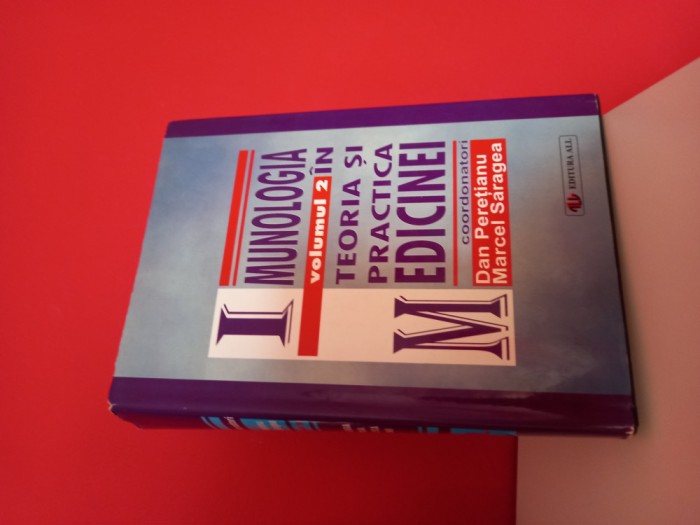 IMUNOLOGIA
volumul 2 ÎN
TEORIA ȘI
PRACTICA
MEDICINEI
coordonatori
Dan Perețianu
Marcel Saragea
EDITURA ALL